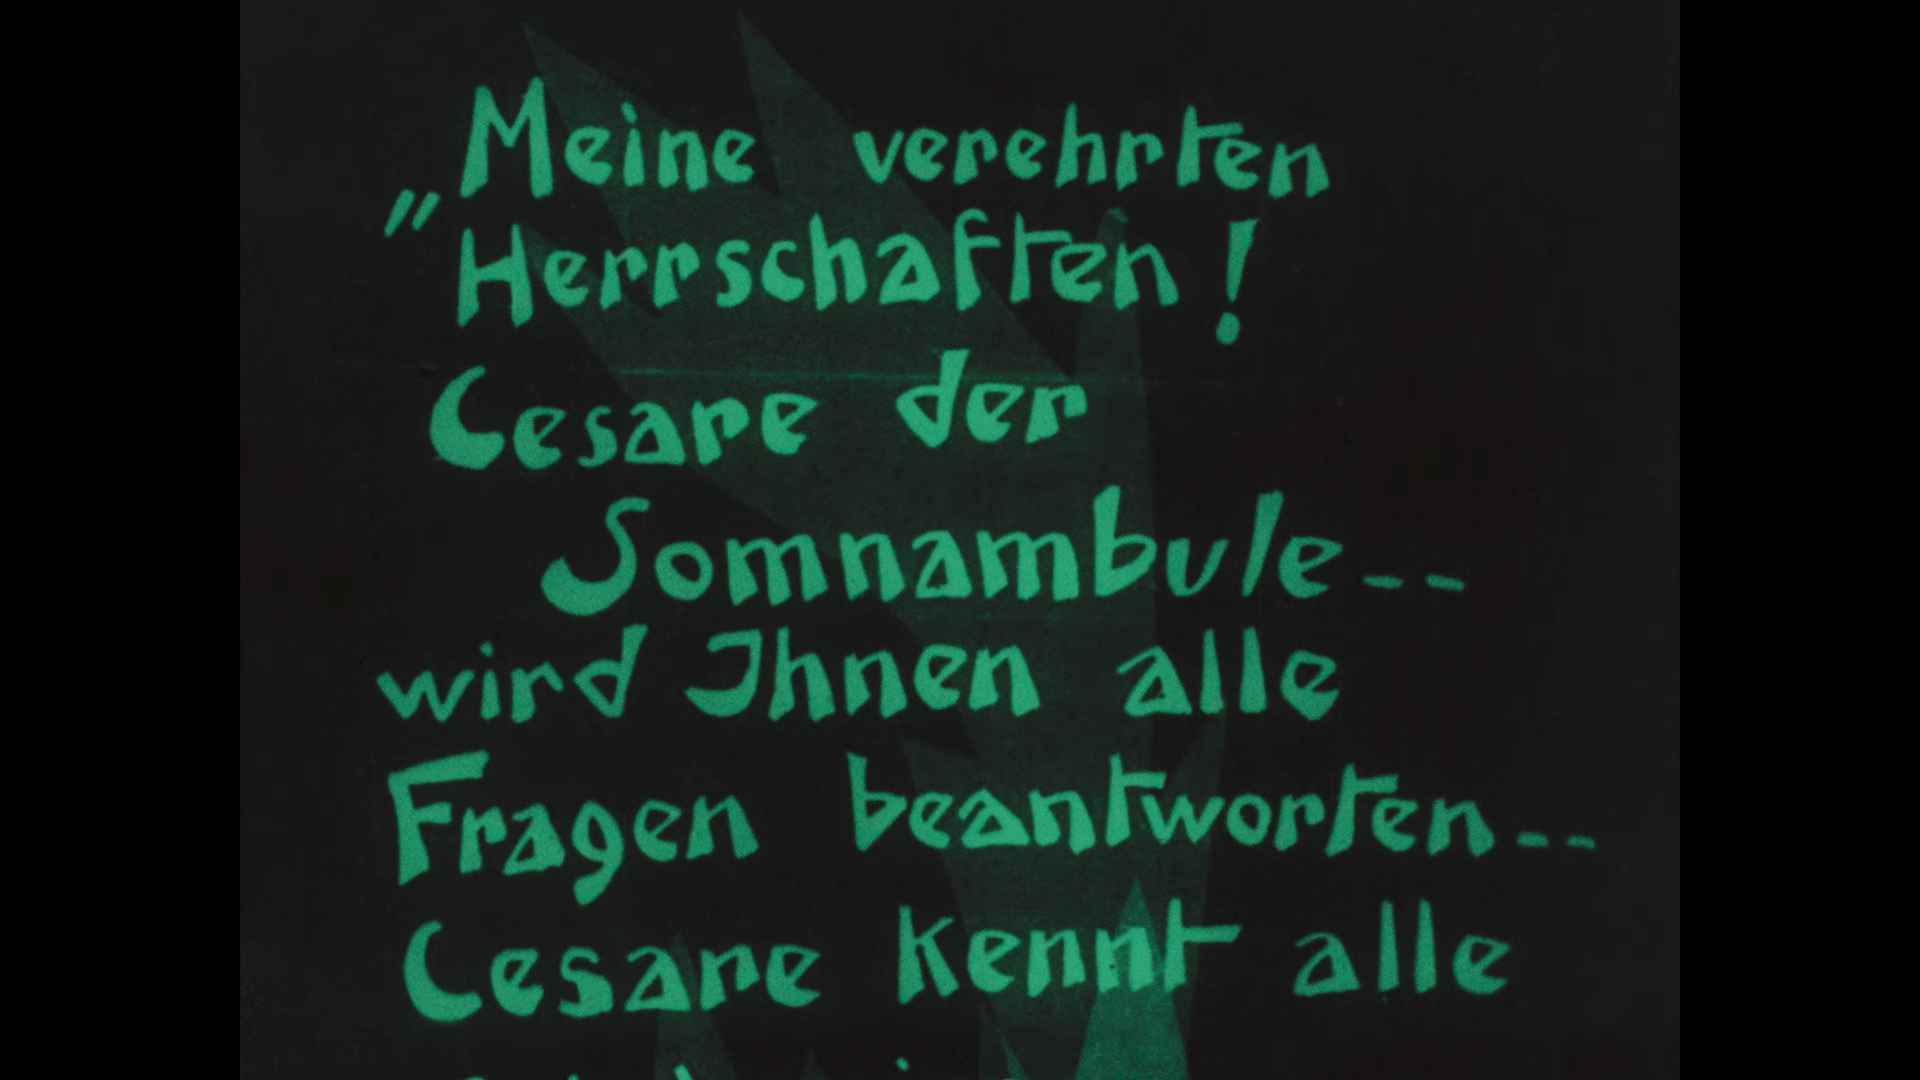 „Meine verehrten
Herrschaften!
Cesare der
Somnambule--
wird Ihnen alle
Fragen beantworten--
Cesare kennt alle